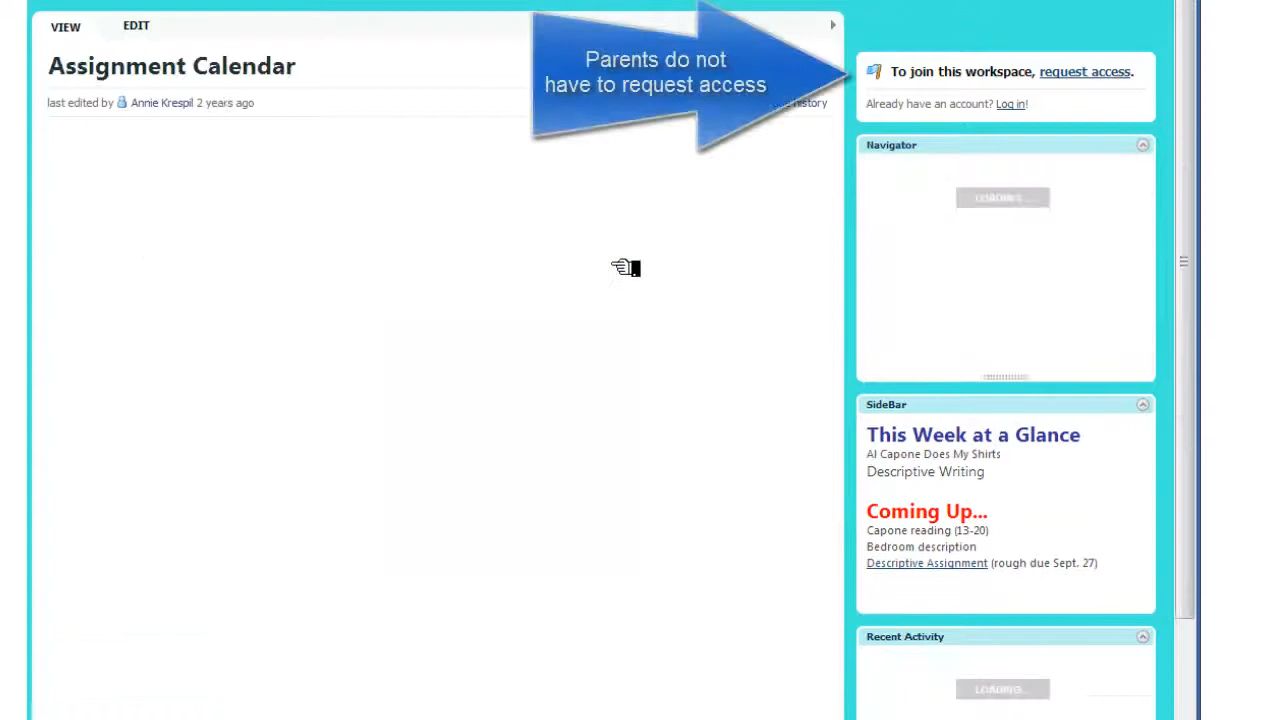 VIEW
EDIT
Assignment Calendar
last edited by Annie Krespil 2 years ago
history
Parents do not
have to request access
To join this workspace, request access.
Already have an account? Log in!
Navigator
LOADING...
SideBar
This Week at a Glance
Al Capone Does My Shirts
Descriptive Writing
Coming Up...
Capone reading (13-20)
Bedroom description
Descriptive Assignment (rough due Sept. 27)
Recent Activity
LOADING...